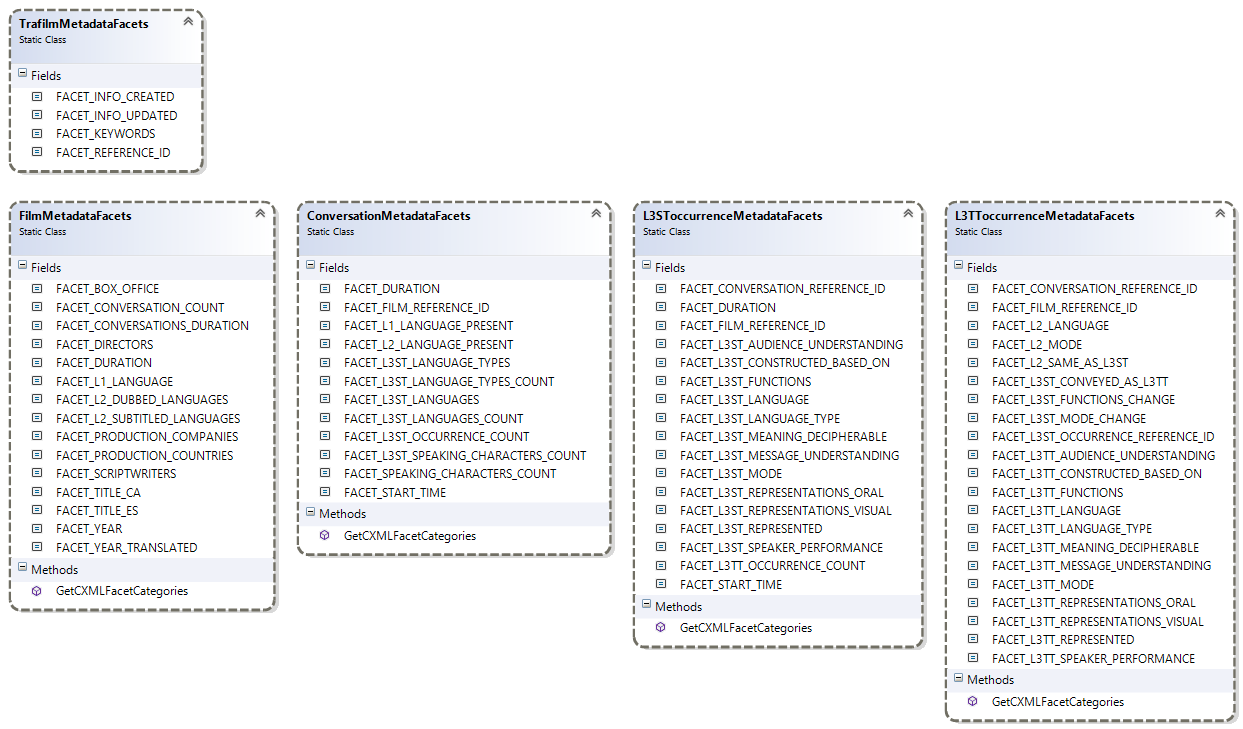 TrafilmMetadataFacets
Static Class
Fields
FACET_INFO_CREATED
FACET_INFO_UPDATED
FACET_KEYWORDS
FACET_REFERENCE_ID
FilmMetadataFacets
Static Class
Fields
FACET_BOX_OFFICE
FACET_CONVERSATION_COUNT
FACET_CONVERSATIONS_DURATION
FACET_DIRECTORS
FACET_DURATION
FACET_L1_LANGUAGE
FACET_L2_DUBBED_LANGUAGES
FACET_L2_SUBTITLED_LANGUAGES
FACET_PRODUCTION_COMPANIES
FACET_PRODUCTION_COUNTRIES
FACET_SCRIPTWRITERS
FACET_TITLE_CA
FACET_TITLE_ES
FACET_YEAR
FACET_YEAR_TRANSLATED
Methods
GetCXMLFacetCategories
ConversationMetadataFacets
Static Class
Fields
FACET_DURATION
FACET_FILM_REFERENCE_ID
FACET_L1_LANGUAGE_PRESENT
FACET_L2_LANGUAGE_PRESENT
FACET_L3ST_LANGUAGE_TYPES
FACET_L3ST_LANGUAGE_TYPES_COUNT
FACET_L3ST_LANGUAGES
FACET_L3ST_LANGUAGES_COUNT
FACET_L3ST_OCCURRENCE_COUNT
FACET_L3ST_SPEAKING_CHARACTERS_COUNT
FACET_SPEAKING_CHARACTERS_COUNT
FACET_START_TIME
Methods
GetCXMLFacetCategories
L3SToccurrenceMetadataFacets
Static Class
Fields
FACET_CONVERSATION_REFERENCE_ID
FACET_DURATION
FACET_FILM_REFERENCE_ID
FACET_L3ST_AUDIENCE_UNDERSTANDING
FACET_L3ST_CONSTRUCTED_BASED_ON
FACET_L3ST_FUNCTIONS
FACET_L3ST_LANGUAGE
FACET_L3ST_LANGUAGE_TYPE
FACET_L3ST_MEANING_DECIPHERABLE
FACET_L3ST_MESSAGE_UNDERSTANDING
FACET_L3ST_MODE
FACET_L3ST_REPRESENTATIONS_ORAL
FACET_L3ST_REPRESENTATIONS_VISUAL
FACET_L3ST_REPRESENTED
FACET_L3ST_SPEAKER_PERFORMANCE
FACET_L3TT_OCCURRENCE_COUNT
FACET_START_TIME
Methods
GetCXMLFacetCategories
L3TToccurrenceMetadataFacets
Static Class
Fields
FACET_CONVERSATION_REFERENCE_ID
FACET_FILM_REFERENCE_ID
FACET_L2_LANGUAGE
FACET_L2_MODE
FACET_L2_SAME_AS_L3ST
FACET_L3ST_CONVEYED_AS_L3TT
FACET_L3ST_FUNCTIONS_CHANGE
FACET_L3ST_MODE_CHANGE
FACET_L3ST_OCCURRENCE_REFERENCE_ID
FACET_L3TT_AUDIENCE_UNDERSTANDING
FACET_L3TT_CONSTRUCTED_BASED_ON
FACET_L3TT_FUNCTIONS
FACET_L3TT_LANGUAGE
FACET_L3TT_LANGUAGE_TYPE
FACET_L3TT_MEANING_DECIPHERABLE
FACET_L3TT_MESSAGE_UNDERSTANDING
FACET_L3TT_MODE
FACET_L3TT_REPRESENTATIONS_ORAL
FACET_L3TT_REPRESENTATIONS_VISUAL
FACET_L3TT_REPRESENTED
FACET_L3TT_SPEAKER_PERFORMANCE
Methods
GetCXMLFacetCategories